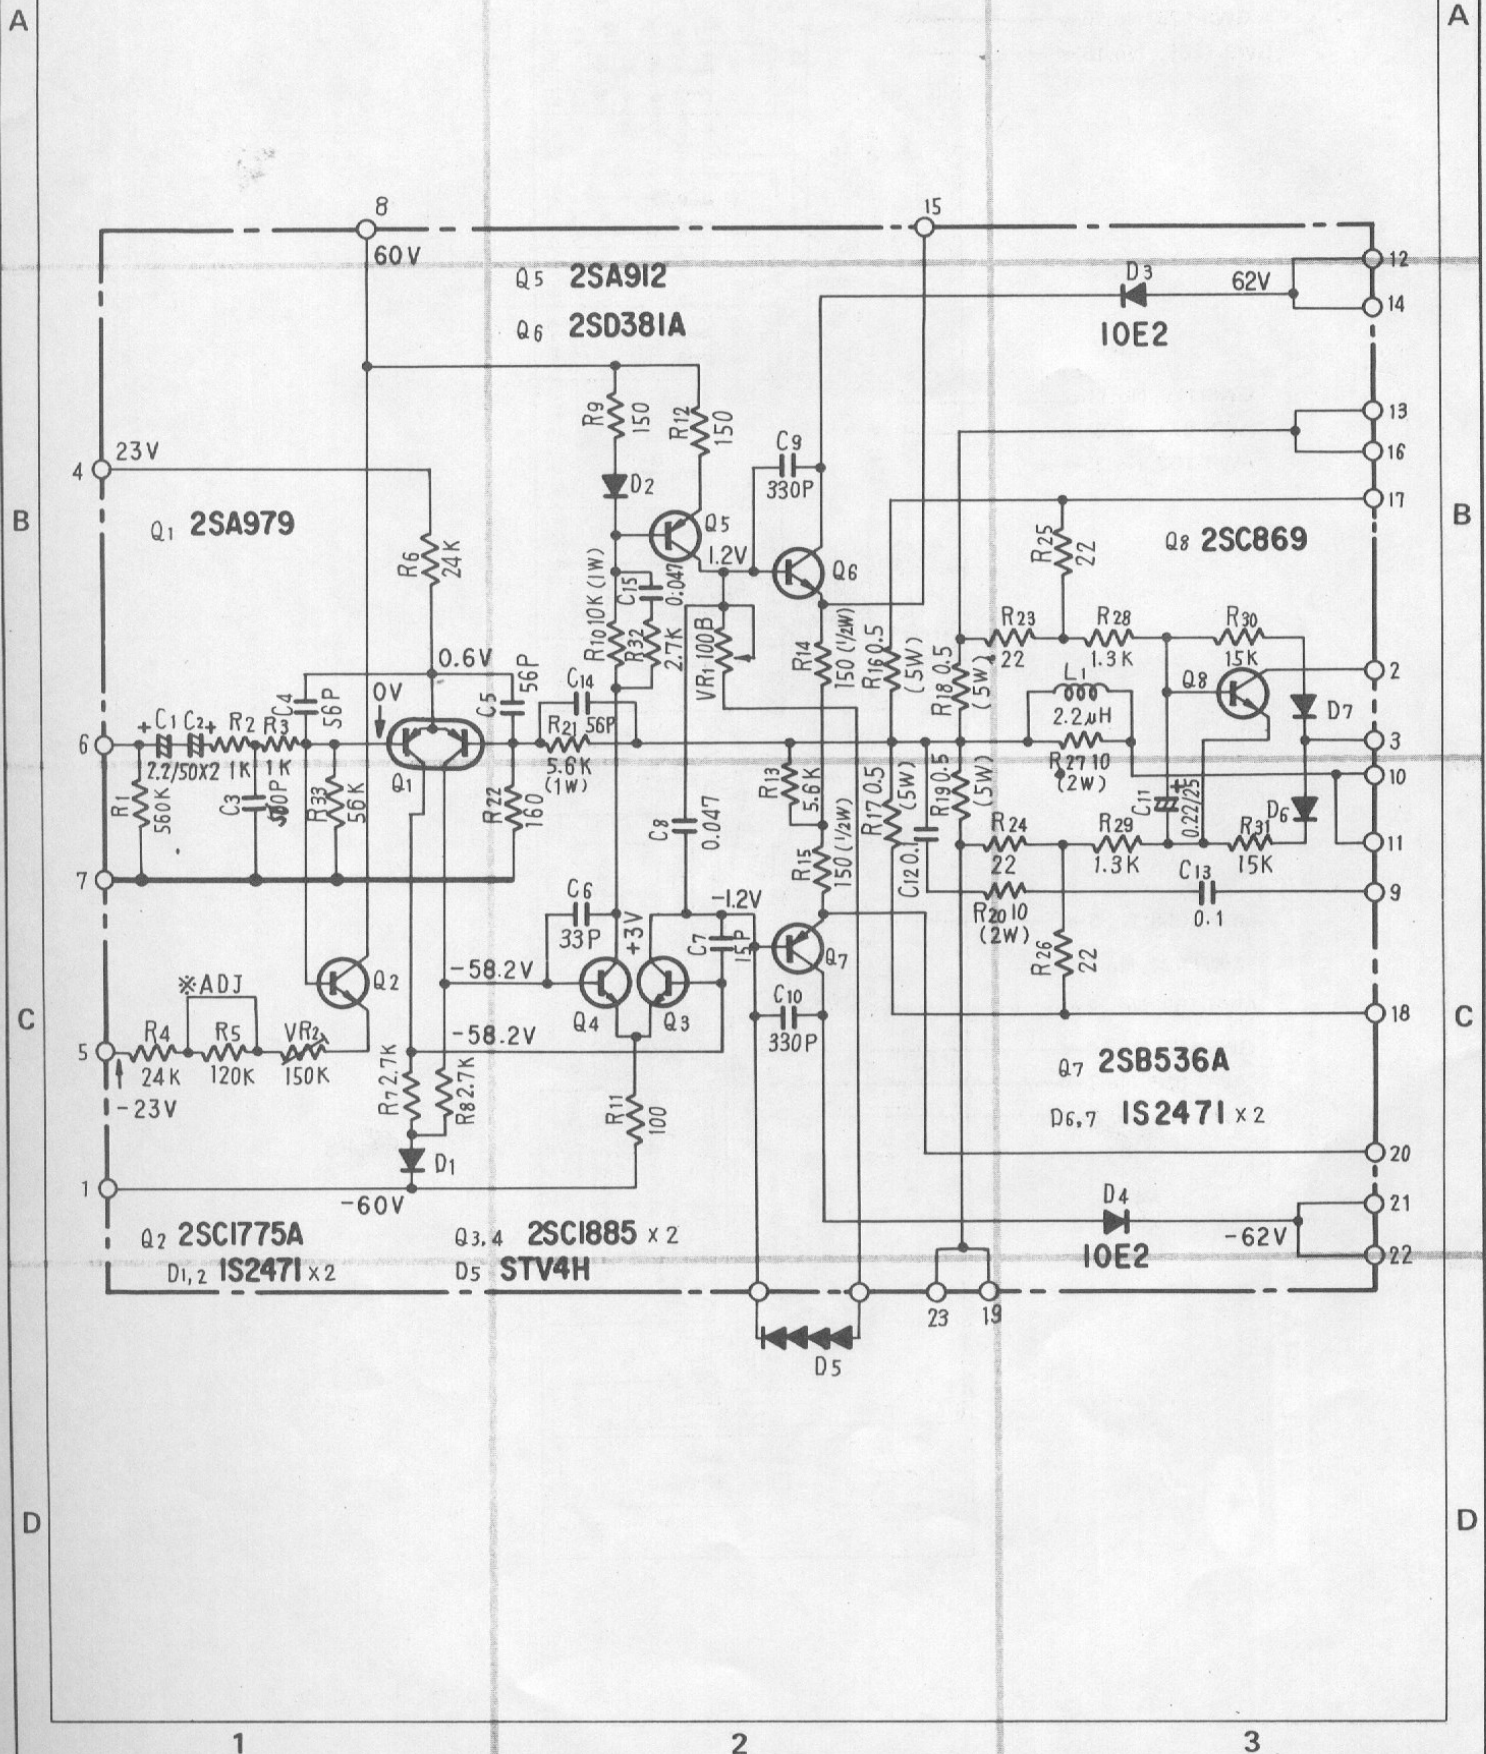 A
A
8
15
60V
12
Q5 2SA912
D3
62V
14
Q6 2SD381A
10E2
R9
150
R12
150
13
C9
16
23V
4
D2
330P
17
B
B
Q1 2SA979
Q5
R25
22
Q8 2SC869
R6
24K
1.2V
Q6
R10 10K (1W)
C15
0.047
R32
2.7K
VR1 100B
R14
150 (1/2W)
R16 0.5
(5W)
R18 0.5
(5W)
R23
22
R28
1.3K
R30
15K
0.6V
0V
C4
56P
C5
56P
C14
56P
L1
2.2μH
Q8
2
D7
+
C1
C2
+
R2
R3
6
2.2/50X2
1K
1K
R21
5.6K
(1W)
R27 10
(2W)
3
10
R1
560K
C3
R33
56K
Q1
R22
160
R13
5.6K
R17 0.5
(5W)
R19 0.5
(5W)
C11
+
0.22/25
D6
C8
0.047
R15
150 (1/2W)
C12 0.1
R24
22
R29
1.3K
R31
15K
11
7
C6
33P
+3V
-1.2V
C7
15P
R20 10
(2W)
C13
0.1
9
R26
22
-58.2V
Q7
※ADJ
Q2
Q4
Q3
C10
330P
C
C
18
R4
R5
VR2
5
24K
120K
150K
-58.2V
Q7 2SB536A
-23V
R7 2.7K
R8 2.7K
R11
100
D6,7 1S2471 x 2
D1
20
1
-60V
D4
21
Q2 2SC1775A
Q3,4 2SC1885 x 2
-62V
D1,2 1S2471 x 2
D5 STV4H
10E2
22
23
19
D5
D
D
1
2
3